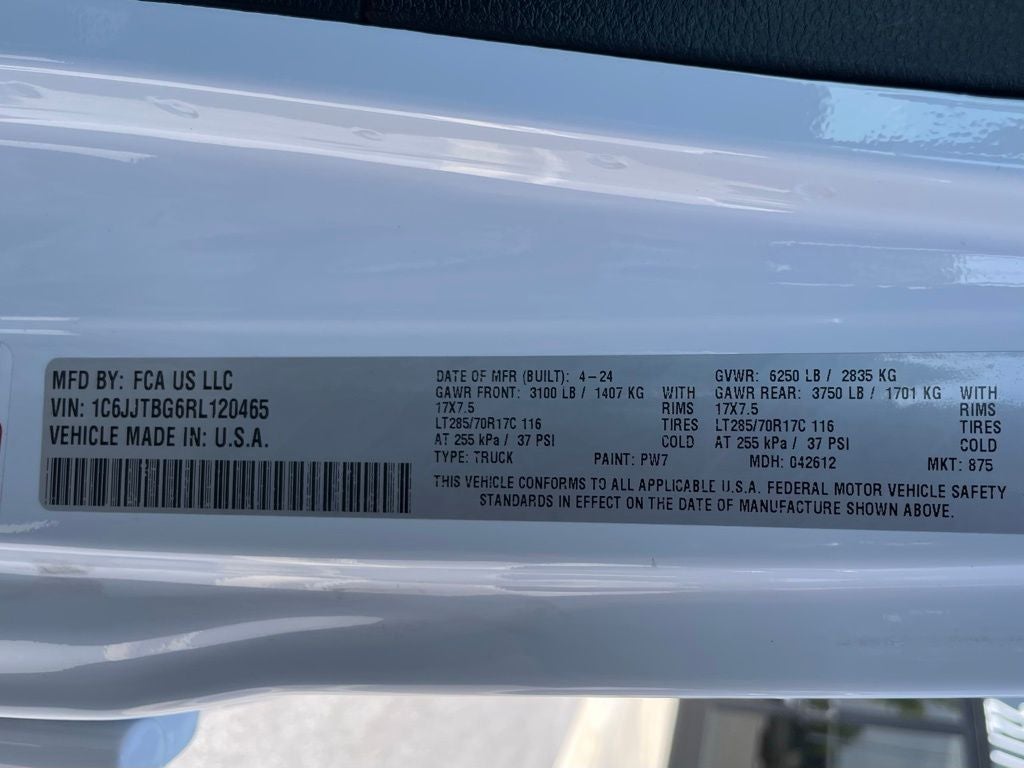 MFD BY: FCA US LLC
VIN: 1C6JJTBG6RL120465
VEHICLE MADE IN: U.S.A.
DATE OF MFR (BUILT): 4-24
GAWR FRONT: 3100 LB / 1407 KG WITH
17X7.5 RIMS
LT285/70R17C 116 TIRES
AT 255 kPa / 37 PSI COLD
TYPE: TRUCK PAINT: PW7
GVWR: 6250 LB / 2835 KG
GAWR REAR: 3750 LB / 1701 KG WITH
17X7.5 RIMS
LT285/70R17C 116 TIRES
AT 255 kPa / 37 PSI COLD
MDH: 042612 MKT: 875
THIS VEHICLE CONFORMS TO ALL APPLICABLE U.S.A. FEDERAL MOTOR VEHICLE SAFETY
STANDARDS IN EFFECT ON THE DATE OF MANUFACTURE SHOWN ABOVE.